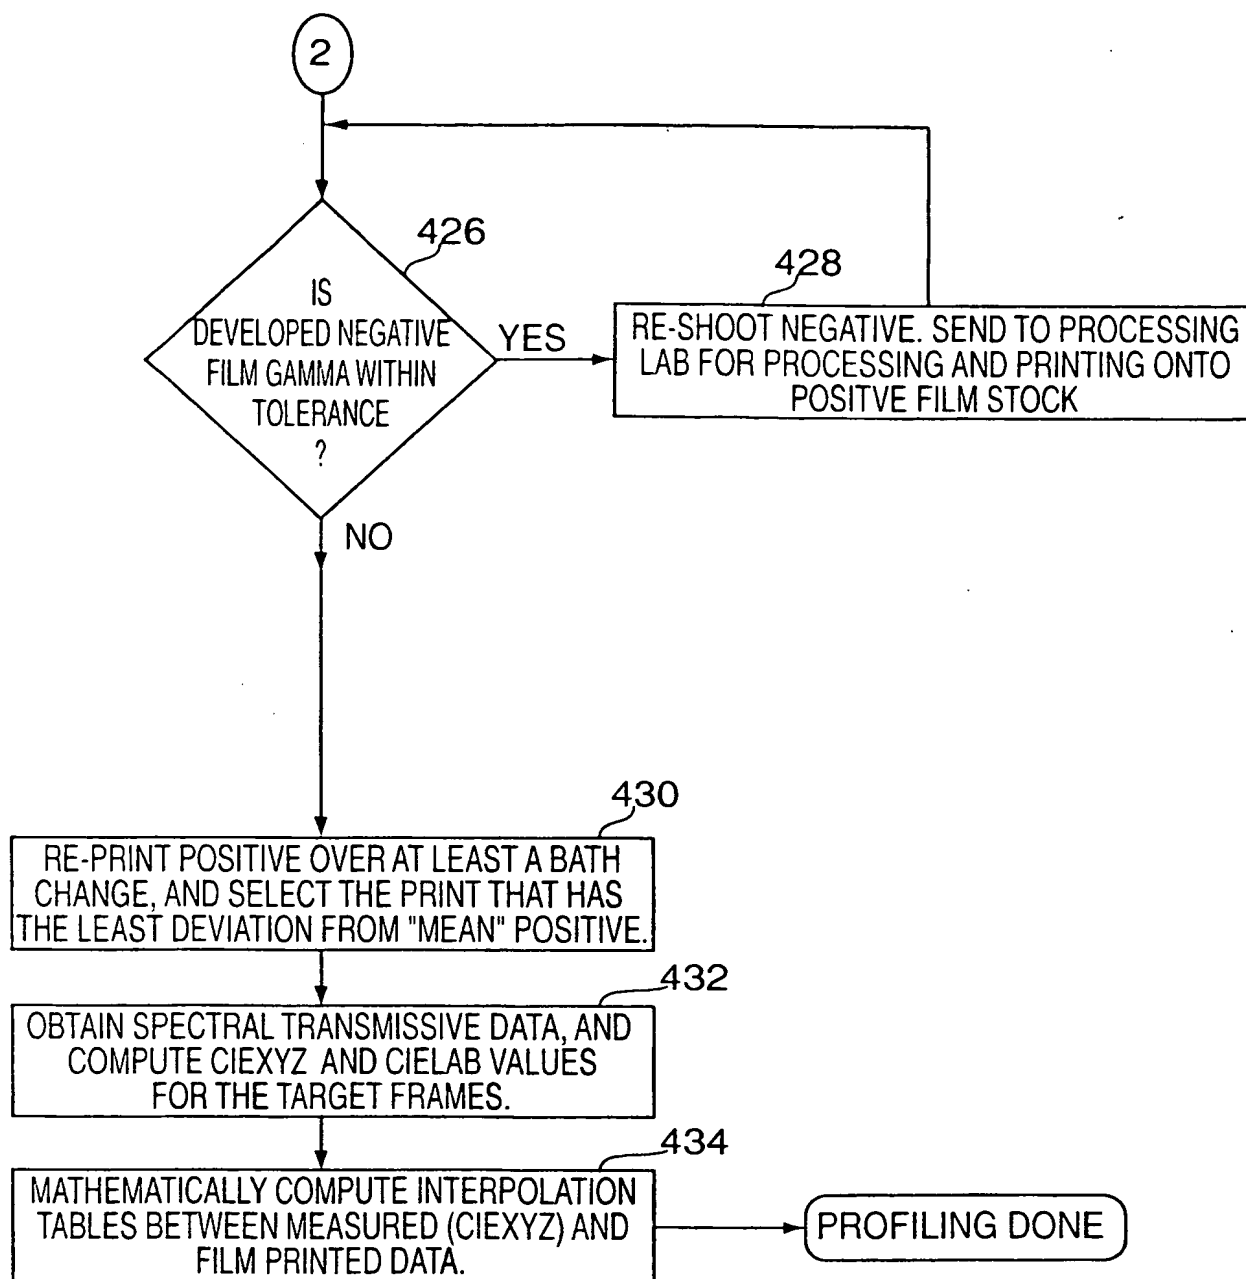 2
426
IS
DEVELOPED NEGATIVE
FILM GAMMA WITHIN
TOLERANCE
?
YES
428
RE-SHOOT NEGATIVE. SEND TO PROCESSING
LAB FOR PROCESSING AND PRINTING ONTO
POSITVE FILM STOCK
NO
430
RE-PRINT POSITIVE OVER AT LEAST A BATH
CHANGE, AND SELECT THE PRINT THAT HAS
THE LEAST DEVIATION FROM "MEAN" POSITIVE.
432
OBTAIN SPECTRAL TRANSMISSIVE DATA, AND
COMPUTE CIEXYZ AND CIELAB VALUES
FOR THE TARGET FRAMES.
434
MATHEMATICALLY COMPUTE INTERPOLATION
TABLES BETWEEN MEASURED (CIEXYZ) AND
FILM PRINTED DATA.
PROFILING DONE